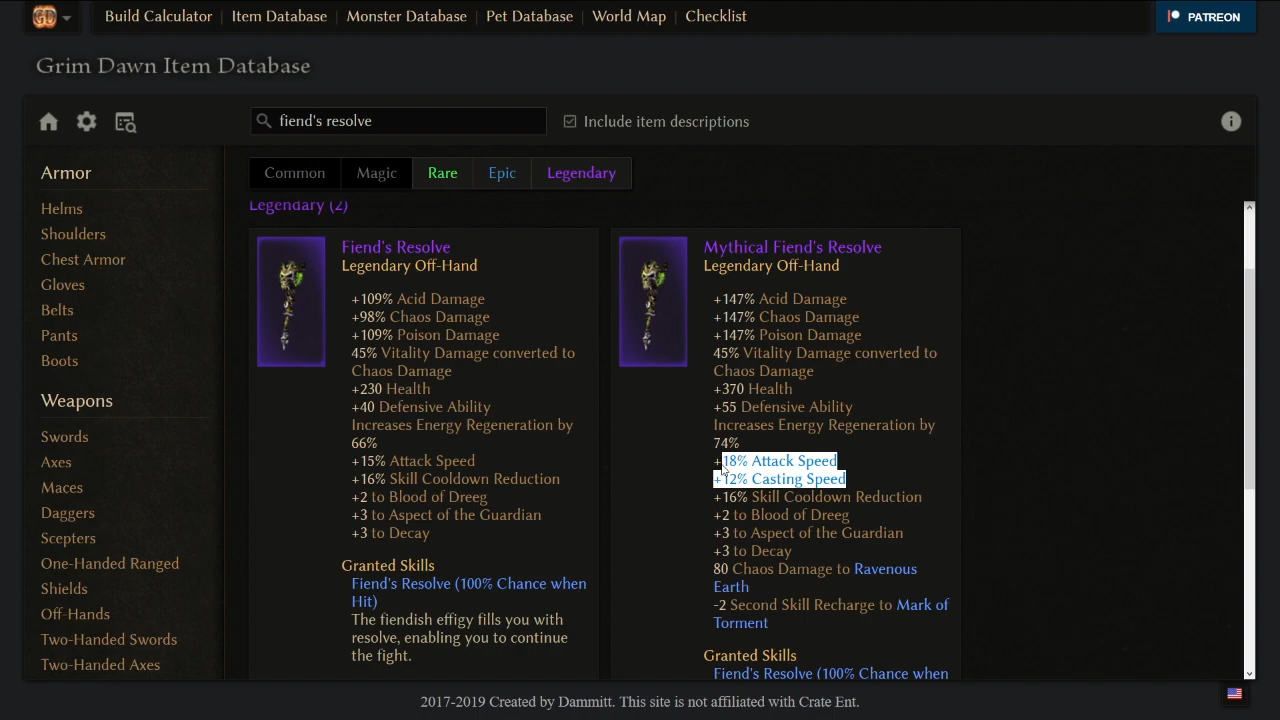 Build Calculator
Item Database
Monster Database
Pet Database
World Map
Checklist
PATREON
Grim Dawn Item Database
fiend's resolve
Include item descriptions
Armor
Helms
Shoulders
Chest Armor
Gloves
Belts
Pants
Boots
Weapons
Swords
Axes
Maces
Daggers
Scepters
One-Handed Ranged
Shields
Off-Hands
Two-Handed Swords
Two-Handed Axes
Common
Magic
Rare
Epic
Legendary
Legendary (2)
Fiend's Resolve
Legendary Off-Hand
+109% Acid Damage
+98% Chaos Damage
+109% Poison Damage
45% Vitality Damage converted to
Chaos Damage
+230 Health
+40 Defensive Ability
Increases Energy Regeneration by
66%
+15% Attack Speed
+16% Skill Cooldown Reduction
+2 to Blood of Dreeg
+3 to Aspect of the Guardian
+3 to Decay
Granted Skills
Fiend's Resolve (100% Chance when
Hit)
The fiendish effigy fills you with
resolve, enabling you to continue
the fight.
Mythical Fiend's Resolve
Legendary Off-Hand
+147% Acid Damage
+147% Chaos Damage
+147% Poison Damage
45% Vitality Damage converted to
Chaos Damage
+370 Health
+55 Defensive Ability
Increases Energy Regeneration by
74%
+18% Attack Speed
+12% Casting Speed
+16% Skill Cooldown Reduction
+2 to Blood of Dreeg
+3 to Aspect of the Guardian
+3 to Decay
80 Chaos Damage to Ravenous
Earth
-2 Second Skill Recharge to Mark of
Torment
Granted Skills
Fiend's Resolve (100% Chance when
2017-2019 Created by Dammitt. This site is not affiliated with Crate Ent.